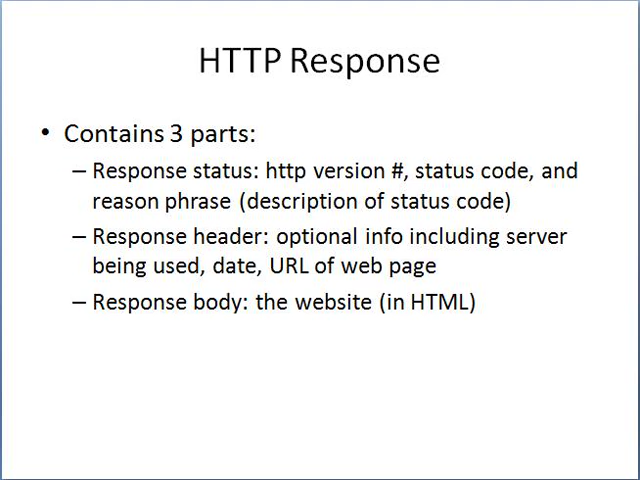 HTTP Response
• Contains 3 parts:
– Response status: http version #, status code, and
reason phrase (description of status code)
– Response header: optional info including server
being used, date, URL of web page
– Response body: the website (in HTML)